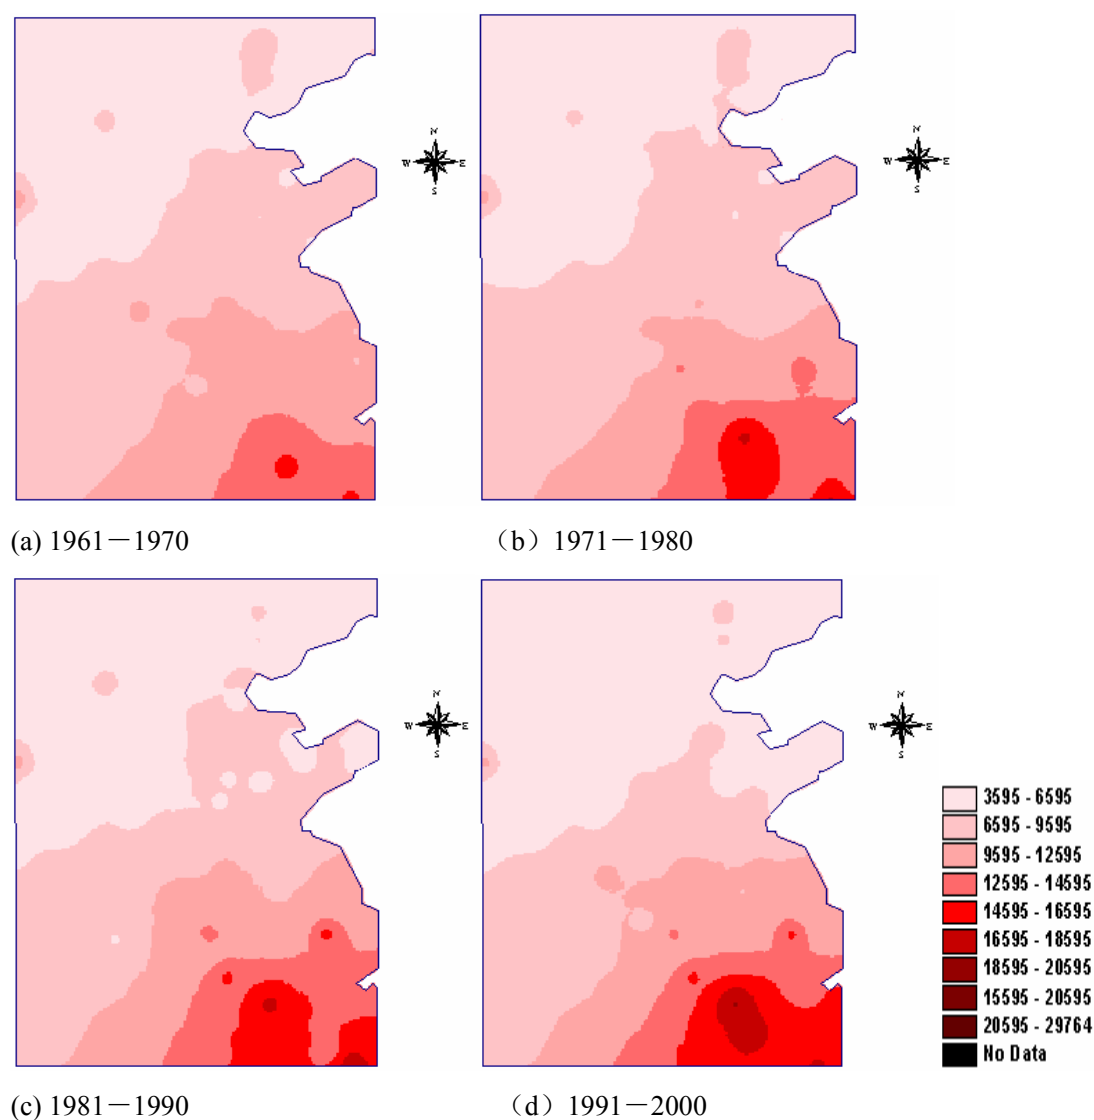 N
W E
S
N
W E
S
(a) 1961－1970
（b）1971－1980
N
W E
S
N
W E
S
3595 - 6595
6595 - 9595
9595 - 12595
12595 - 14595
14595 - 16595
16595 - 18595
18595 - 20595
15595 - 20595
20595 - 29764
No Data
(c) 1981－1990
（d）1991－2000